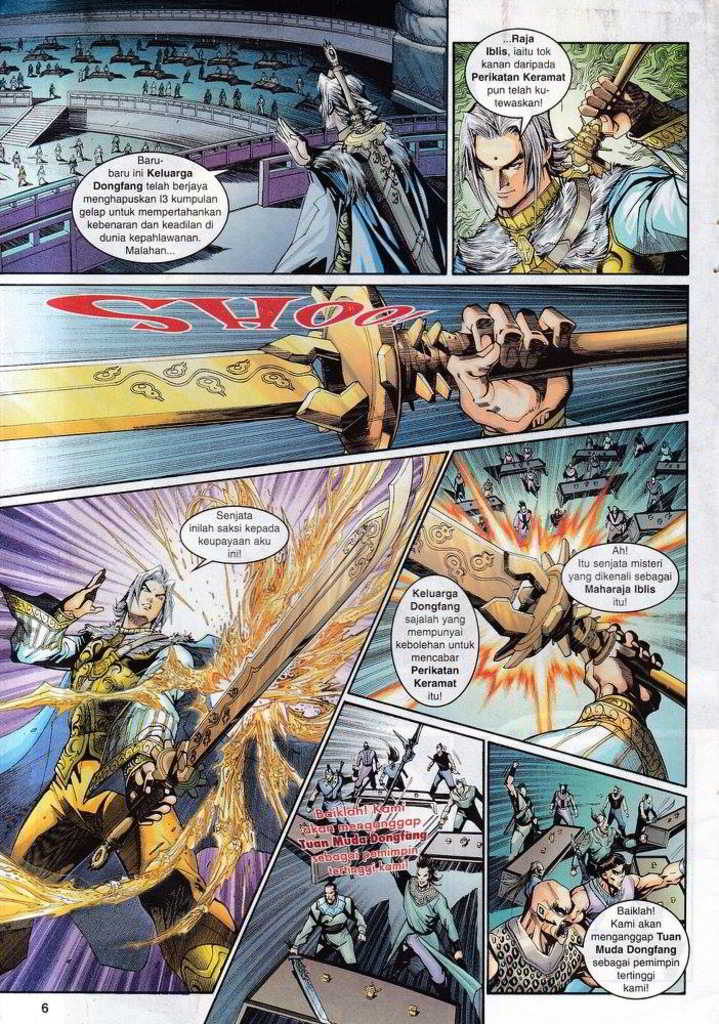 Baru-
baru ini Keluarga
Dongfang telah berjaya
menghapuskan 13 kumpulan
gelap untuk mempertahankan
kebenaran dan keadilan di
dunia kepahlawanan.
Malahan...
...Raja
Iblis, iaitu tok
kanan daripada
Perikatan Keramat
pun telah ku-
tewaskan!
SHOO
Senjata
inilah saksi kepada
keupayaan aku
ini!
Ah!
Itu senjata misteri
yang dikenali sebagai
Maharaja Iblis
itu!
Keluarga
Dongfang
sajalah yang
mempunyai
kebolehan untuk
mencabar
Perikatan
Keramat
itu!
Baiklah! Kami
akan menganggap
Tuan Muda Dongfang
sebagai pemimpin
tertinggi
kami!
Baiklah!
Kami akan
menganggap Tuan
Muda Dongfang
sebagai pemimpin
tertinggi
kami!
6